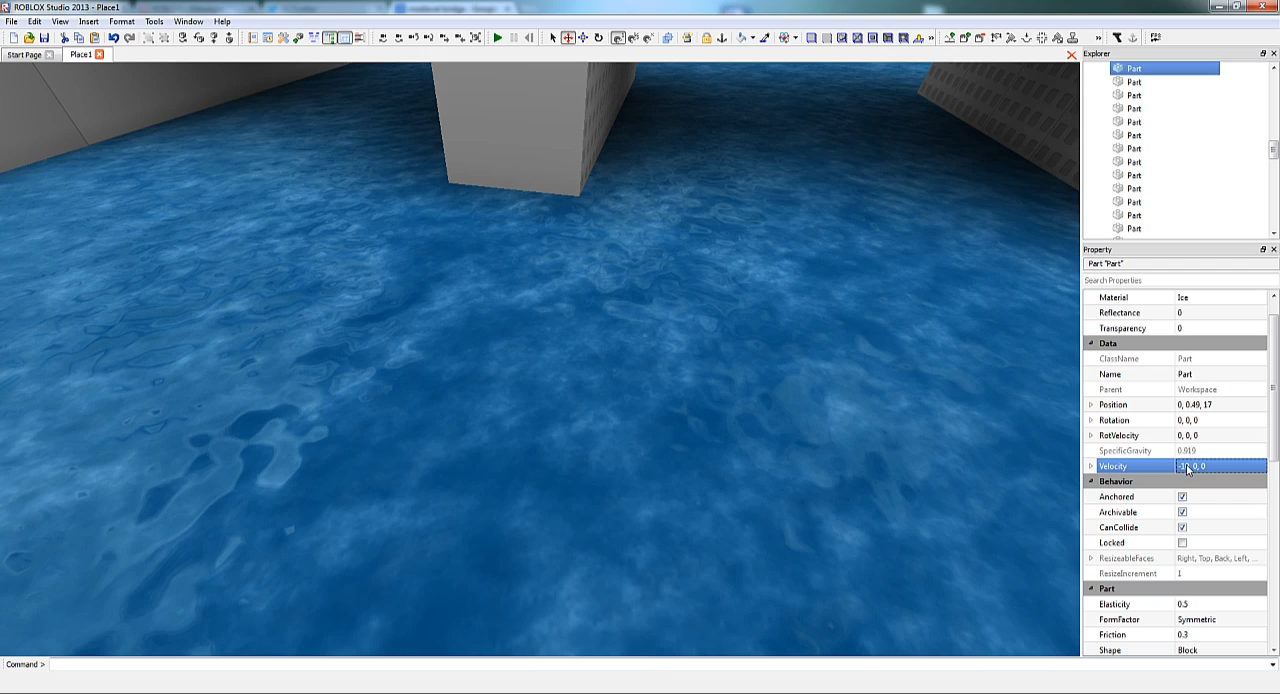 ROBLOX Studio 2013 - Place1
File Edit View Insert Format Tools Window Help
Start Page Place1
Explorer
Part
Part
Part
Part
Part
Part
Part
Part
Part
Part
Part
Part
Part
Property
Part "Part"
Search Properties
Material Ice
Reflectance 0
Transparency 0
Data
ClassName Part
Name Part
Parent Workspace
Position 0, 0.49, 17
Rotation 0, 0, 0
RotVelocity 0, 0, 0
SpecificGravity 0.919
Velocity 0, 0
Behavior
Anchored
Archivable
CanCollide
Locked
ResizeableFaces Right, Top, Back, Left, ...
ResizeIncrement 1
Part
Elasticity 0.5
FormFactor Symmetric
Friction 0.3
Shape Block
Command >